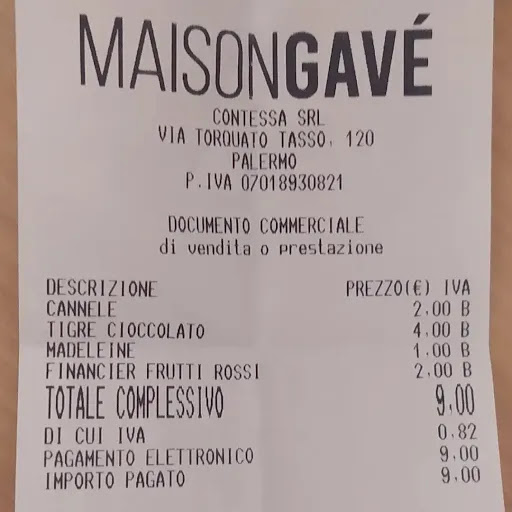 MAISONGAVÉ
CONTESSA SRL
VIA TORQUATO TASSO, 120
PALERMO
P.IVA 07018930821
DOCUMENTO COMMERCIALE
di vendita o prestazione
DESCRIZIONE PREZZO(€) IVA
CANNELE 2,00 B
TIGRE CIOCCOLATO 4,00 B
MADELEINE 1,00 B
FINANCIER FRUTTI ROSSI 2,00 B
TOTALE COMPLESSIVO 9,00
DI CUI IVA 0,82
PAGAMENTO ELETTRONICO 9,00
IMPORTO PAGATO 9,00